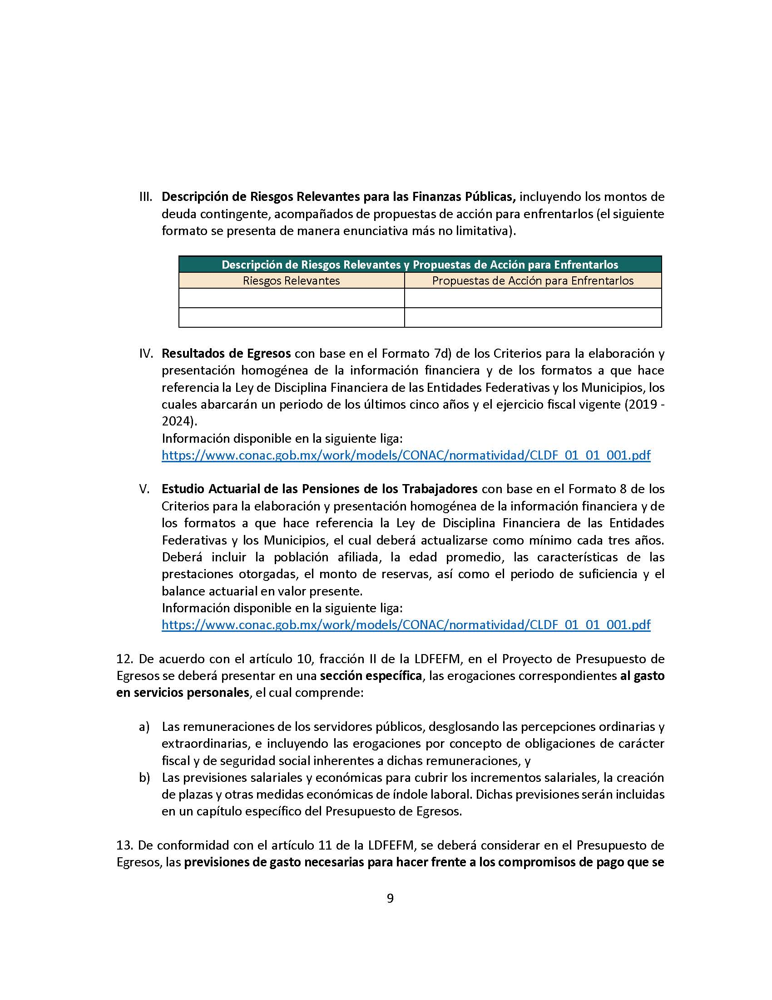 III. Descripción de Riesgos Relevantes para las Finanzas Públicas, incluyendo los montos de
deuda contingente, acompañados de propuestas de acción para enfrentarlos (el siguiente
formato se presenta de manera enunciativa más no limitativa).
Descripción de Riesgos Relevantes y Propuestas de Acción para Enfrentarlos
Riesgos Relevantes Propuestas de Acción para Enfrentarlos
IV. Resultados de Egresos con base en el Formato 7d) de los Criterios para la elaboración y
presentación homogénea de la información financiera y de los formatos a que hace
referencia la Ley de Disciplina Financiera de las Entidades Federativas y los Municipios, los
cuales abarcarán un periodo de los últimos cinco años y el ejercicio fiscal vigente (2019 -
2024).
Información disponible en la siguiente liga:
https://www.conac.gob.mx/work/models/CONAC/normatividad/CLDF_01_01_001.pdf
V. Estudio Actuarial de las Pensiones de los Trabajadores con base en el Formato 8 de los
Criterios para la elaboración y presentación homogénea de la información financiera y de
los formatos a que hace referencia la Ley de Disciplina Financiera de las Entidades
Federativas y los Municipios, el cual deberá actualizarse como mínimo cada tres años.
Deberá incluir la población afiliada, la edad promedio, las características de las
prestaciones otorgadas, el monto de reservas, así como el periodo de suficiencia y el
balance actuarial en valor presente.
Información disponible en la siguiente liga:
https://www.conac.gob.mx/work/models/CONAC/normatividad/CLDF_01_01_001.pdf
12. De acuerdo con el artículo 10, fracción II de la LDFEFM, en el Proyecto de Presupuesto de
Egresos se deberá presentar en una sección específica, las erogaciones correspondientes al gasto
en servicios personales, el cual comprende:
a) Las remuneraciones de los servidores públicos, desglosando las percepciones ordinarias y
extraordinarias, e incluyendo las erogaciones por concepto de obligaciones de carácter
fiscal y de seguridad social inherentes a dichas remuneraciones, y
b) Las previsiones salariales y económicas para cubrir los incrementos salariales, la creación
de plazas y otras medidas económicas de índole laboral. Dichas previsiones serán incluidas
en un capítulo específico del Presupuesto de Egresos.
13. De conformidad con el artículo 11 de la LDFEFM, se deberá considerar en el Presupuesto de
Egresos, las previsiones de gasto necesarias para hacer frente a los compromisos de pago que se
9